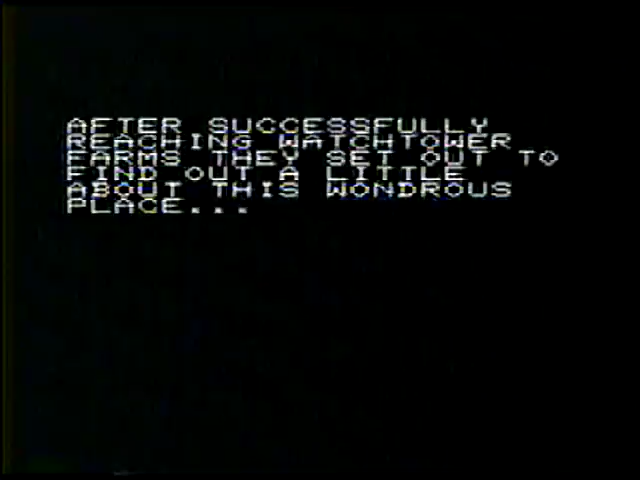 AFTER SUCCESSFULLY
REACHING WATCHTOWER
FARMS THEY SET OUT TO
FIND OUT A LITTLE
ABOUT THIS WONDROUS
PLACE...